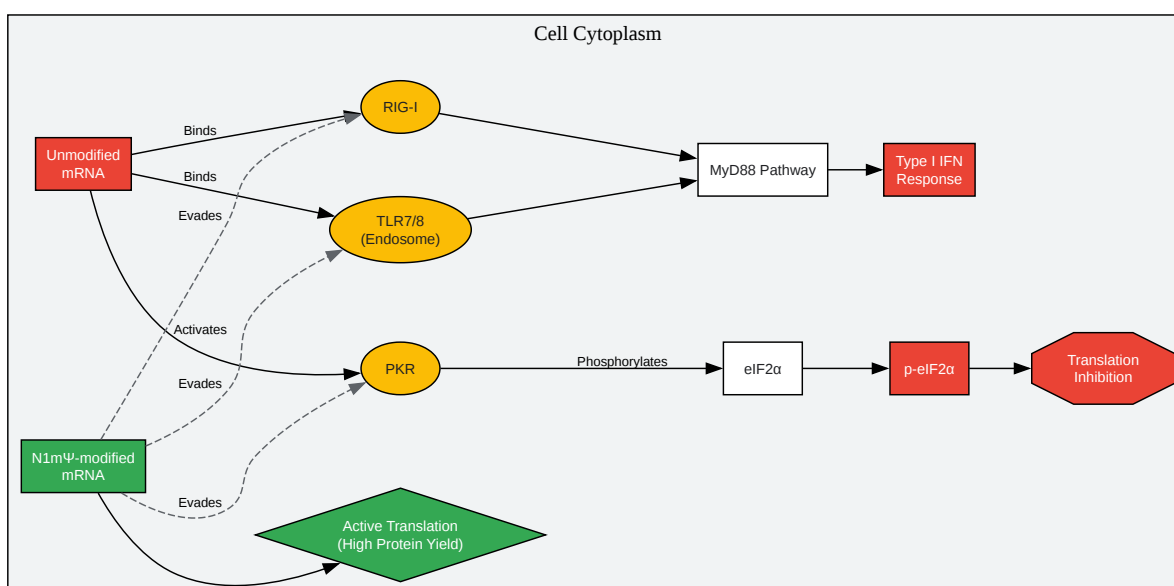 Cell Cytoplasm
RIG-I
Binds
Unmodified
mRNA
Binds
MyD88 Pathway
Type I IFN
Response
Evades
TLR7/8
(Endosome)
Activates
PKR
Phosphorylates
eIF2α
p-eIF2α
Translation
Inhibition
Evades
N1mΨ-modified
mRNA
Evades
Active Translation
(High Protein Yield)